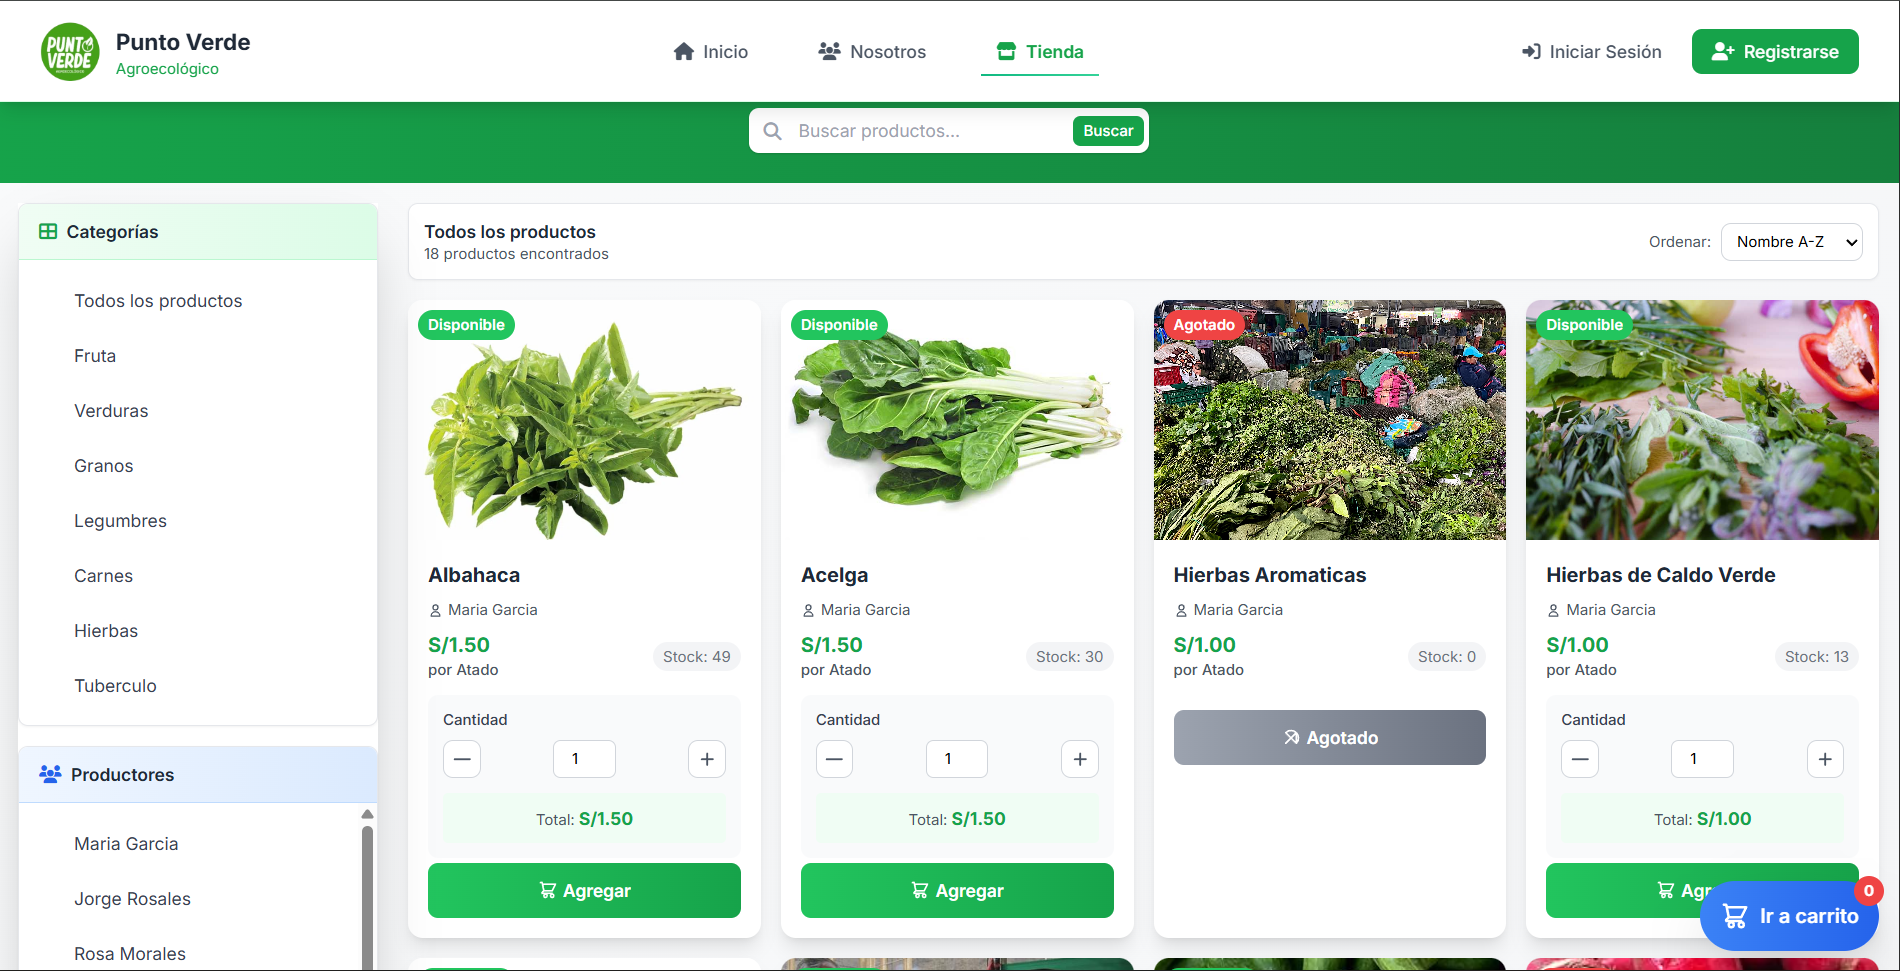 PUNTO
VERDE
Punto Verde
Agroecológico
Inicio
Nosotros
Tienda
Iniciar Sesión
Registrarse
Buscar productos...
Buscar
Categorías
Todos los productos
Fruta
Verduras
Granos
Legumbres
Carnes
Hierbas
Tuberculo
Productores
Maria Garcia
Jorge Rosales
Rosa Morales
Todos los productos
18 productos encontrados
Ordenar:
Nombre A-Z
Disponible
Albahaca
Maria Garcia
S/1.50
por Atado
Stock: 49
Cantidad
1
Total: S/1.50
Agregar
Disponible
Acelga
Maria Garcia
S/1.50
por Atado
Stock: 30
Cantidad
1
Total: S/1.50
Agregar
Agotado
Hierbas Aromaticas
Maria Garcia
S/1.00
por Atado
Stock: 0
Agotado
Disponible
Hierbas de Caldo Verde
Maria Garcia
S/1.00
por Atado
Stock: 13
Cantidad
1
Total: S/1.00
Agr
0
Ir a carrito